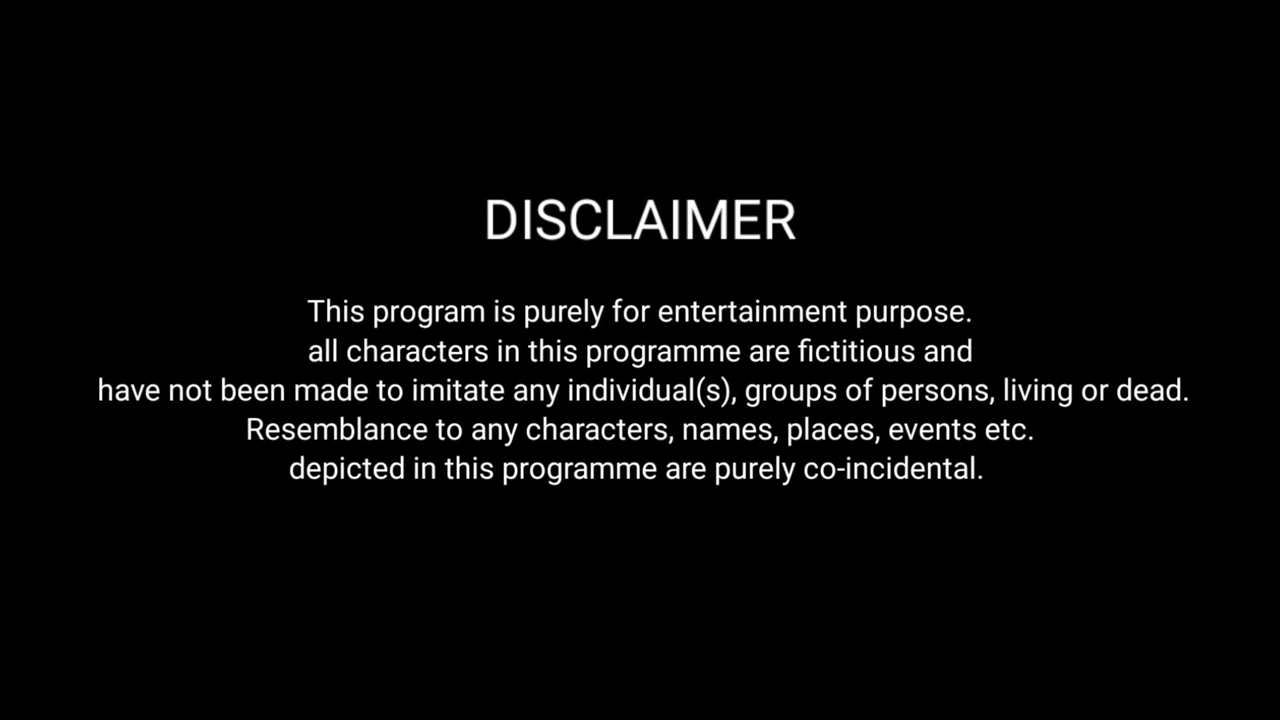 DISCLAIMER
This program is purely for entertainment purpose.
all characters in this programme are fictitious and
have not been made to imitate any individual(s), groups of persons, living or dead.
Resemblance to any characters, names, places, events etc.
depicted in this programme are purely co-incidental.